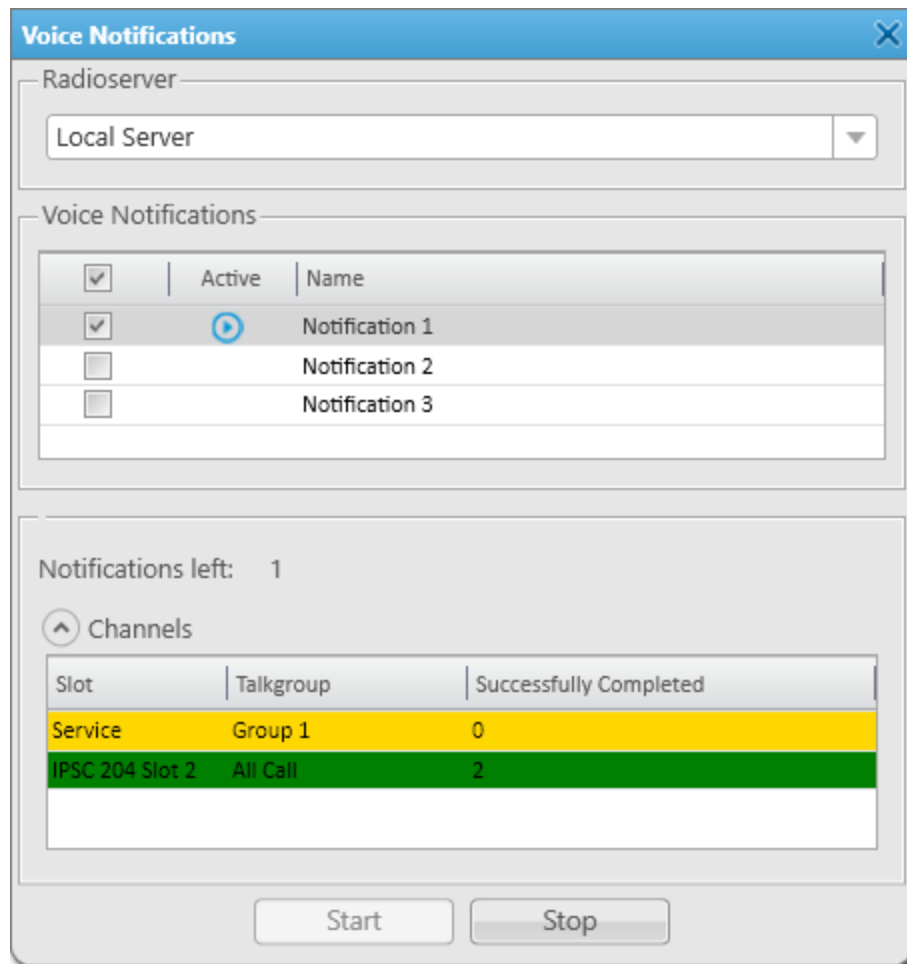 Voice Notifications
Radioserver
Local Server
Voice Notifications
Active Name
Notification 1
Notification 2
Notification 3
Notifications left: 1
Channels
Slot Talkgroup Successfully Completed
Service Group 1 0
IPSC 204 Slot 2 All Call 2
Start Stop